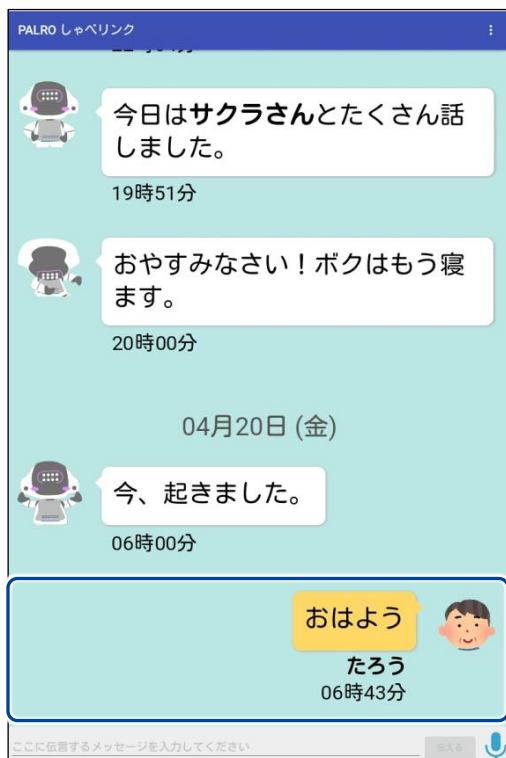 PALRO しゃべリンク
今日はサクラさんとたくさん話
しました。
19時51分
おやすみなさい！ボクはもう寝
ます。
20時00分
04月20日 (金)
今、起きました。
06時00分
おはよう
たろう
06時43分
ここに伝言するメッセージを入力してください
伝える